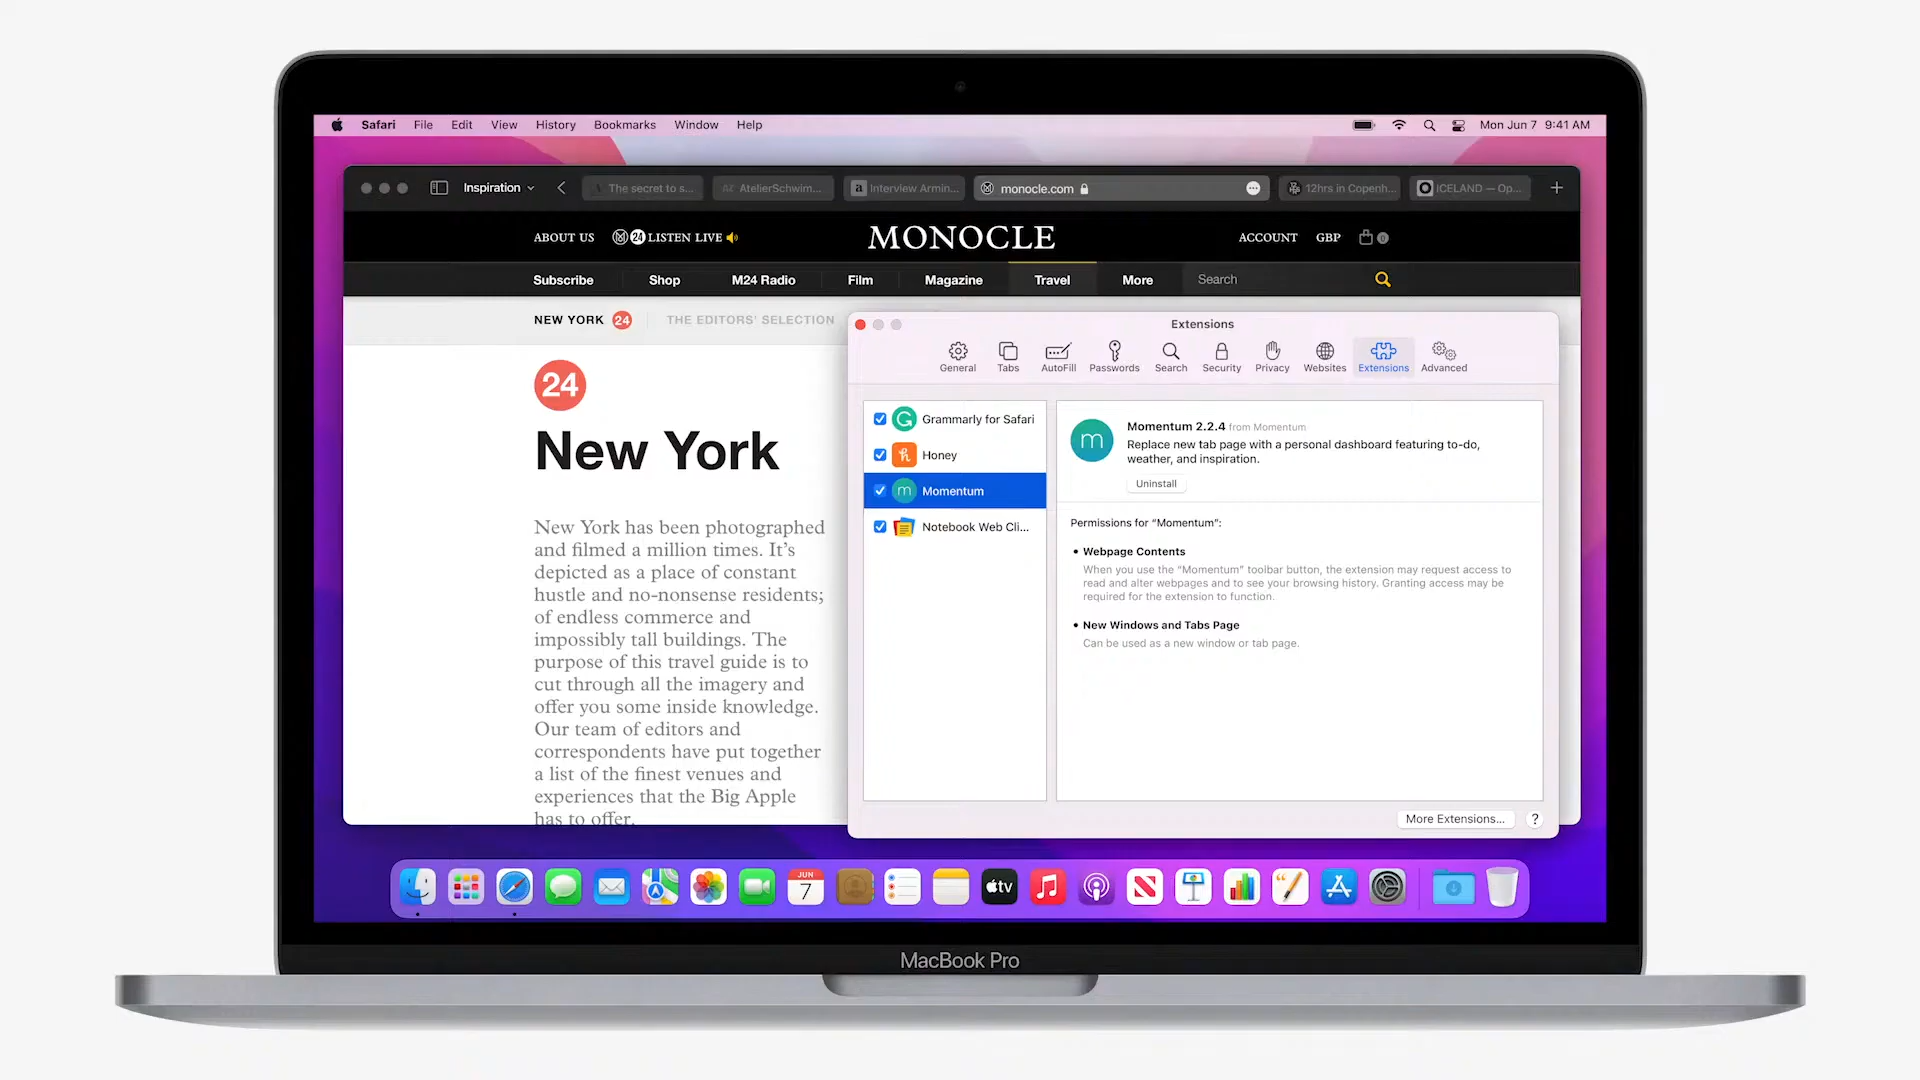 Safari File Edit View History Bookmarks Window Help
Mon Jun 7 9:41 AM
Inspiration
The secret to s...
AZ AtelierSchwim...
a Interview Armin...
monocle.com
12hrs in Copenh...
ICELAND — Op...
ABOUT US
24 LISTEN LIVE
MONOCLE
ACCOUNT GBP 0
Subscribe Shop M24 Radio Film Magazine Travel More Search
NEW YORK 24 THE EDITORS' SELECTION
24
New York
New York has been photographed
and filmed a million times. It's
depicted as a place of constant
hustle and no-nonsense residents;
of endless commerce and
impossibly tall buildings. The
purpose of this travel guide is to
cut through all the imagery and
offer you some inside knowledge.
Our team of editors and
correspondents have put together
a list of the finest venues and
experiences that the Big Apple
has to offer.
Extensions
General Tabs AutoFill Passwords Search Security Privacy Websites Extensions Advanced
Grammarly for Safari
Honey
Momentum
Notebook Web Cli...
m
Momentum 2.2.4 from Momentum
Replace new tab page with a personal dashboard featuring to-do,
weather, and inspiration.
Uninstall
Permissions for “Momentum”:
• Webpage Contents
When you use the “Momentum” toolbar button, the extension may request access to
read and alter webpages and to see your browsing history. Granting access may be
required for the extension to function.
• New Windows and Tabs Page
Can be used as a new window or tab page.
More Extensions... ?
JUN
7
tv
MacBook Pro